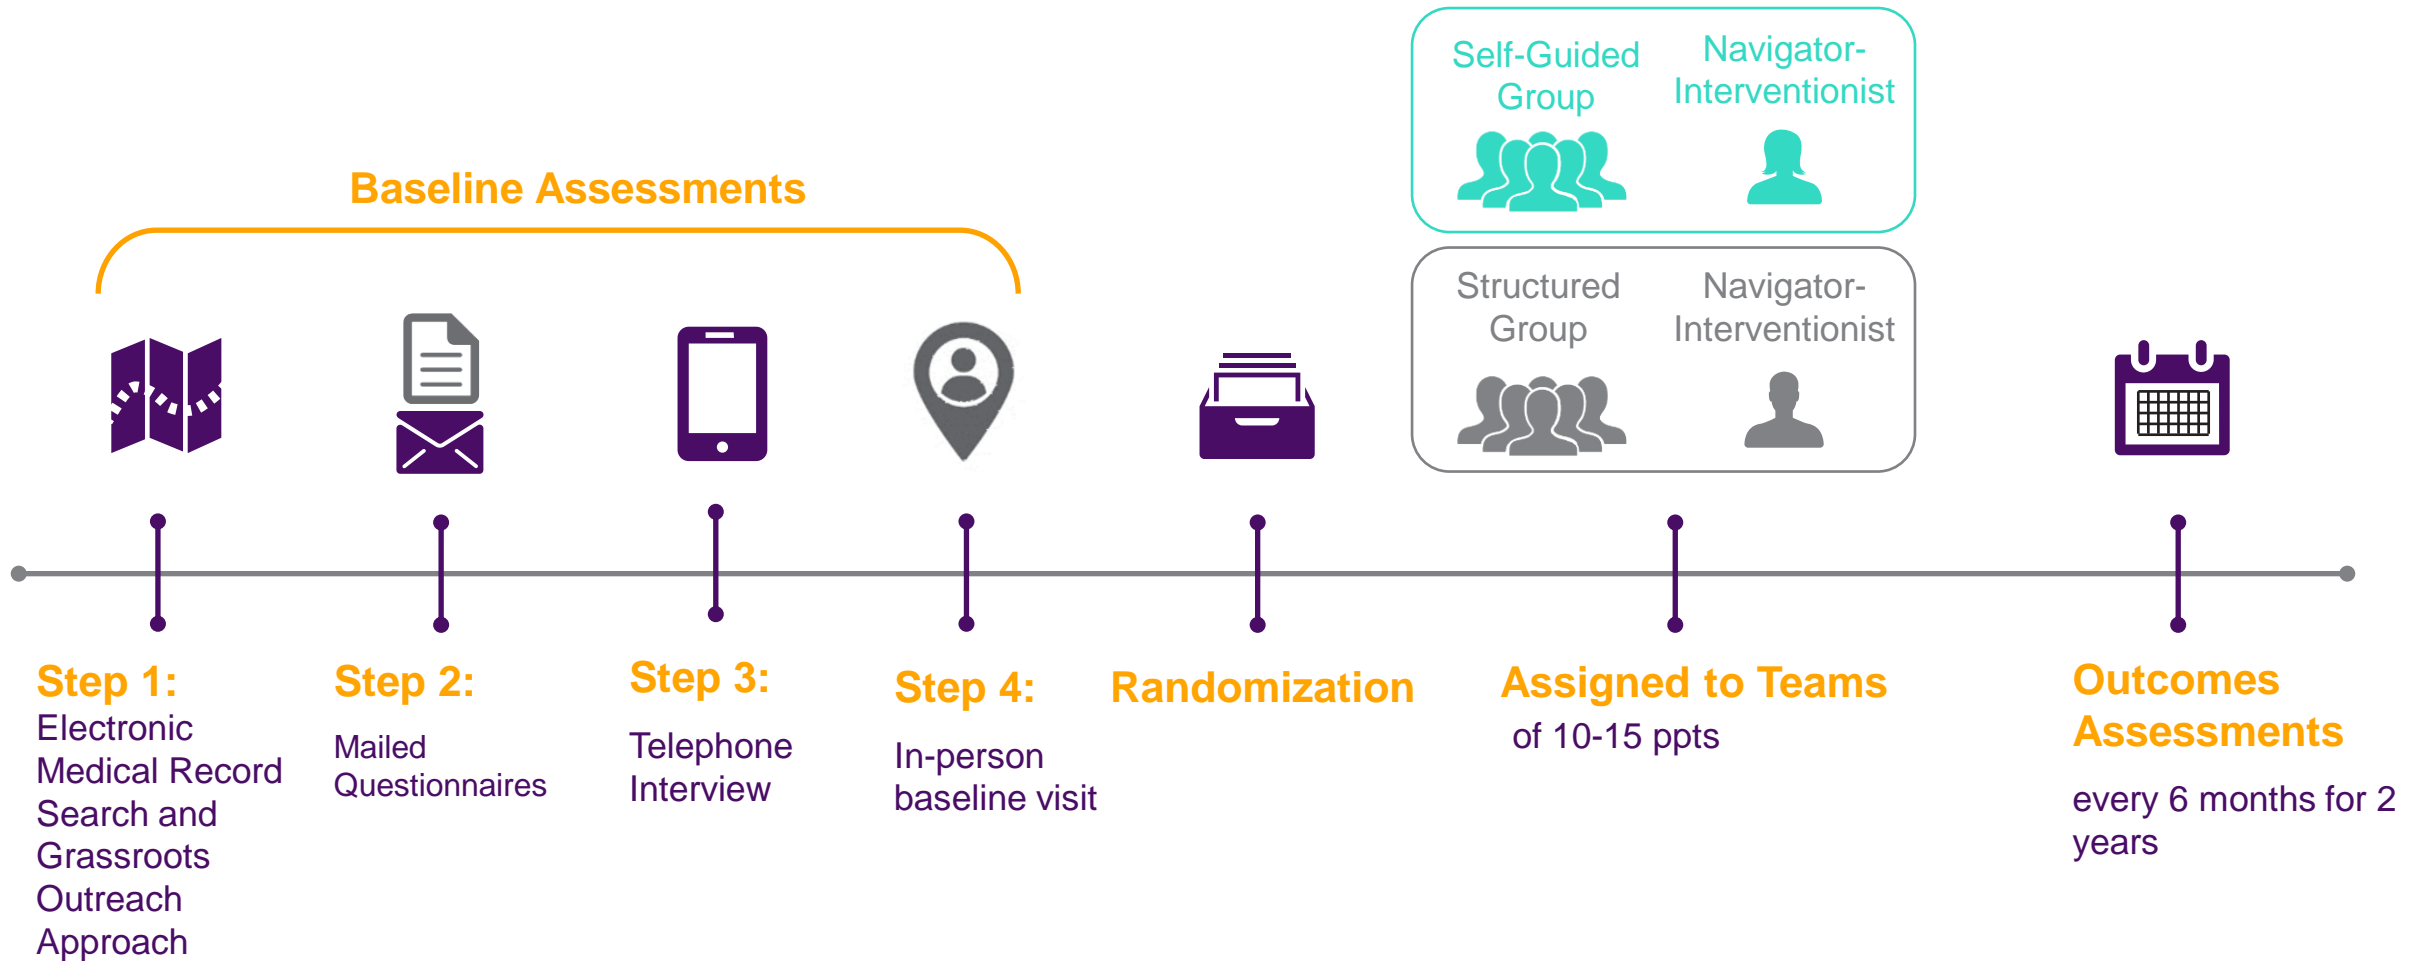 Self-Guided
Group
Navigator-
Interventionist
Baseline Assessments
Structured
Group
Navigator-
Interventionist
Step 1:
Electronic
Medical Record
Search and
Grassroots
Outreach
Approach
Step 2:
Mailed
Questionnaires
Step 3:
Telephone
Interview
Step 4:
In-person
baseline visit
Randomization
Assigned to Teams
of 10-15 ppts
Outcomes
Assessments
every 6 months for 2
years